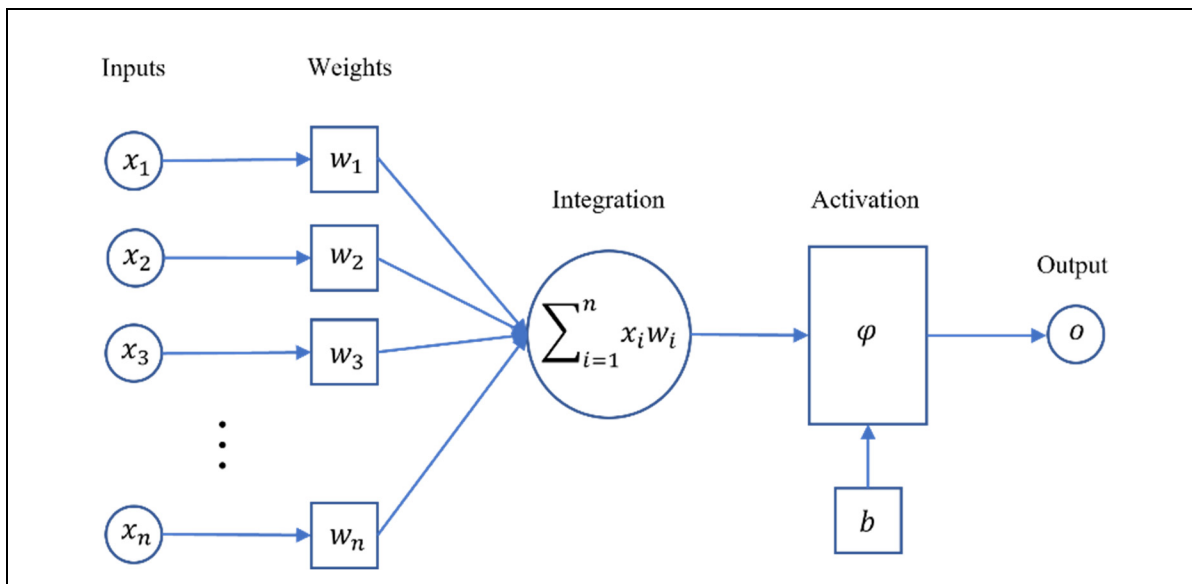 Inputs
Weights
Integration
Activation
Output
x₁
w₁
x₂
w₂
x₃
w₃
⋮
xₙ
wₙ
∑ⁿᵢ₌₁ xᵢwᵢ
φ
b
o